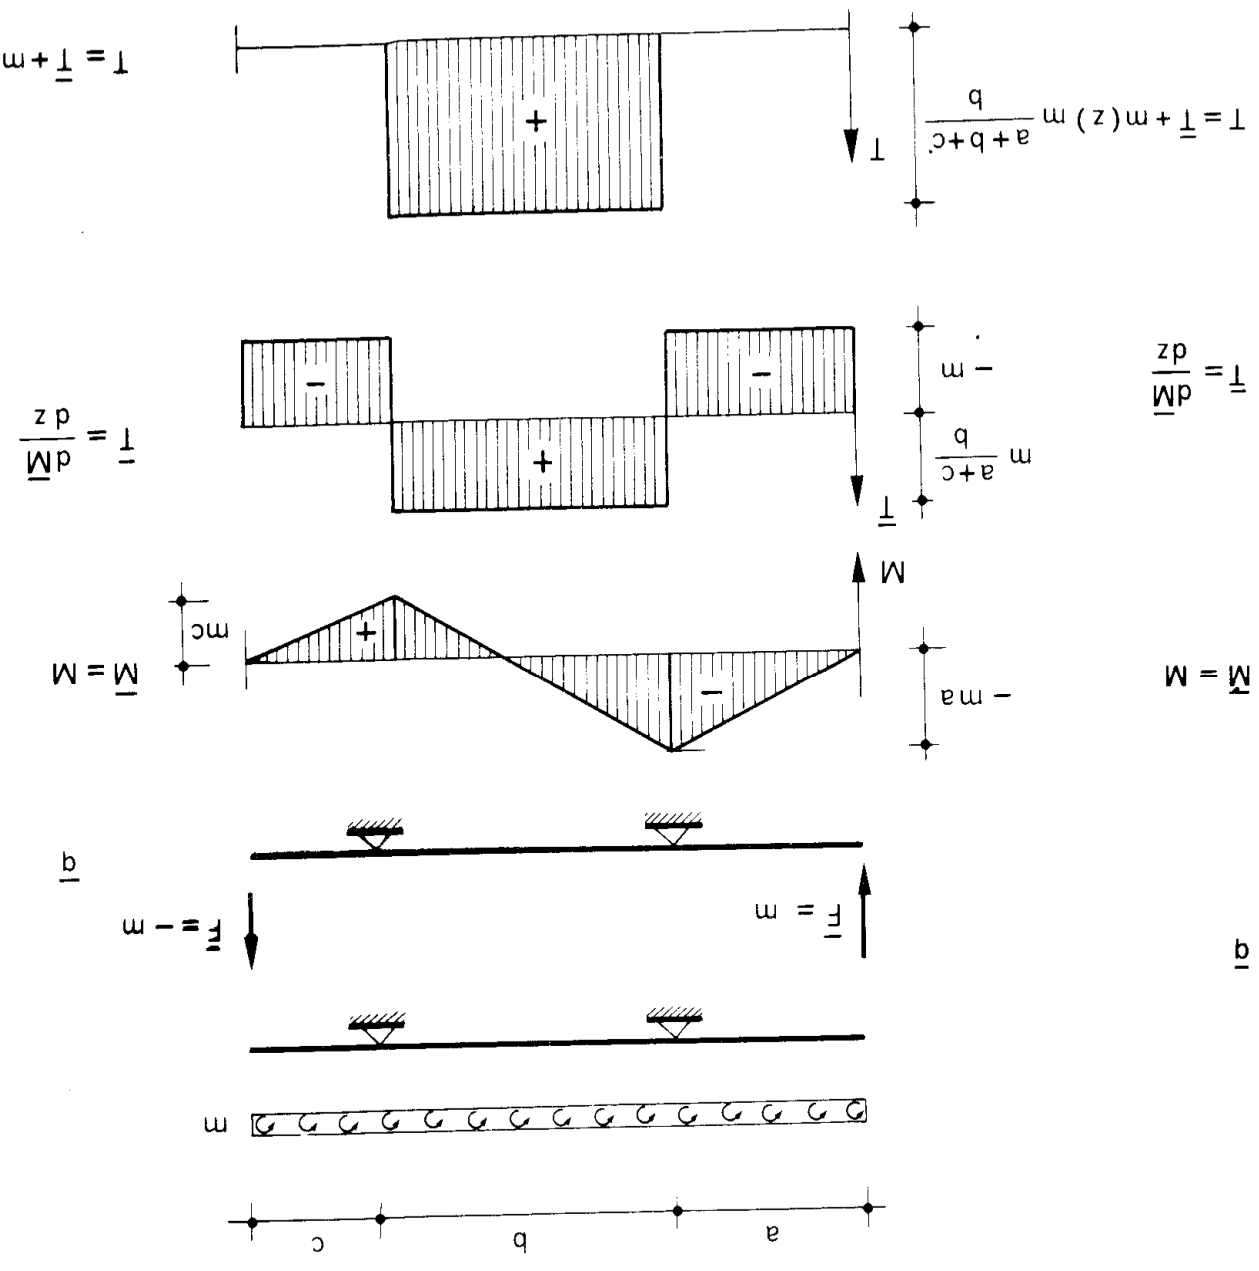 a b c
m
q̄ F̄ = m F̄ = − m
q̄
M̄ = M − ma − mc M̄ = M
+
M
T̄
m a+c
b
+
T̄ = dM̄
dz
− m − − T̄ = dM̄
dz
T
T = T̄ + m(z) m a+b+c
b
+
T = T̄ + m